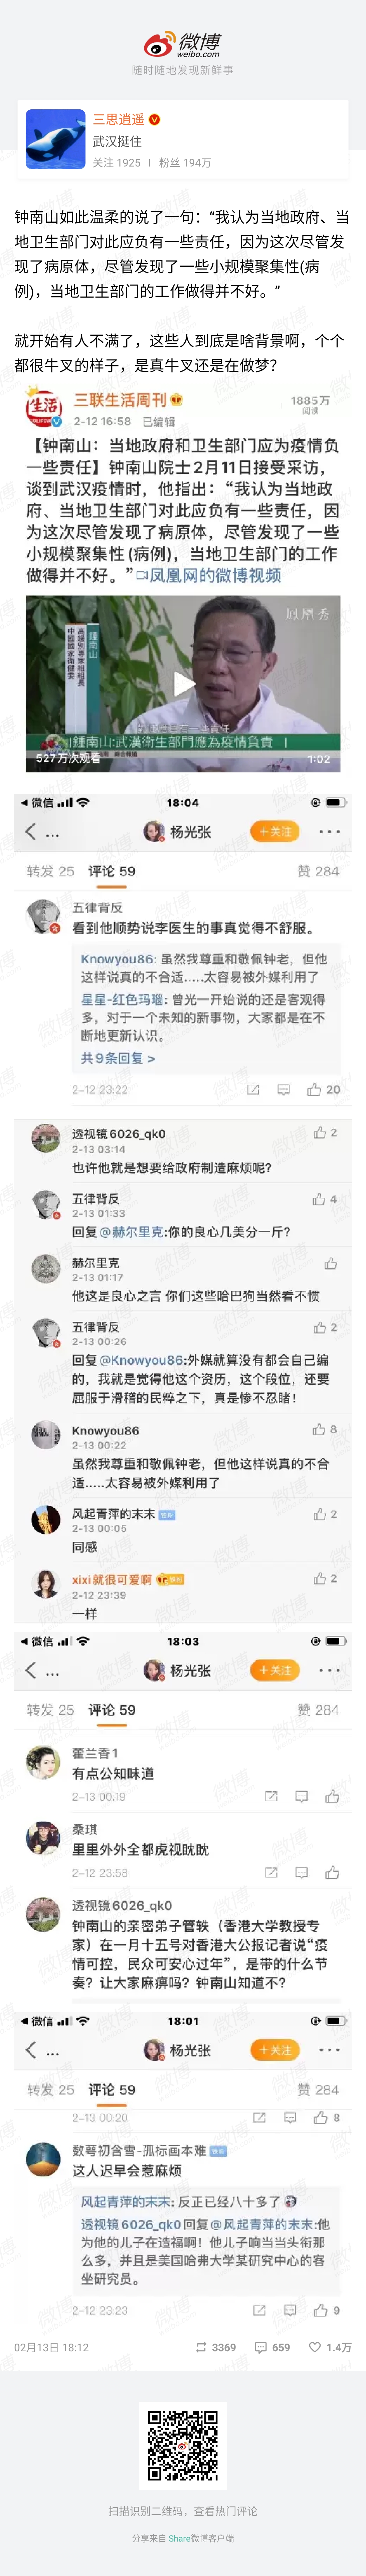 微博
weibo.com
随时随地发现新鲜事
三思逍遥
武汉挺住
关注 1925 | 粉丝 194万
钟南山如此温柔的说了一句：“我认为当地政府、当
地卫生部门对此应负有一些责任，因为这次尽管发
现了病原体，尽管发现了一些小规模聚集性(病
例)，当地卫生部门的工作做得并不好。”
就开始有人不满了，这些人到底是啥背景啊，个个
都很牛叉的样子，是真牛叉还是在做梦？
生活
三联生活周刊
1885万
阅读
2-12 16:58 已编辑
【钟南山：当地政府和卫生部门应为疫情负
一些责任】钟南山院士2月11日接受采访，
谈到武汉疫情时，他指出：“我认为当地政
府、当地卫生部门对此应负有一些责任，因
为这次尽管发现了病原体，尽管发现了一些
小规模聚集性(病例)，当地卫生部门的工作
做得并不好。”凤凰网的微博视频
鍾南山
高級別專家組組長
中國國家衛健委
鍾南山:武漢衛生部門應為疫情負責
527万次观看
1:02
微信 18:04
... 杨光张 +关注 ...
转发 25 评论 59 赞 284
五律背反
看到他顺势说李医生的事真觉得不舒服。
Knowyou86: 虽然我尊重和敬佩钟老，但他
这样说真的不合适.....太容易被外媒利用了
星星-红色玛瑙: 曾光一开始说的还是客观得
多，对于一个未知的新事物，大家都是在不
断地更新认识。
共9条回复 >
2-12 23:22 20
透视镜6026_qk0 2
2-13 03:14
也许他就是想要给政府制造麻烦呢?
五律背反 4
2-13 01:33
回复@赫尔里克:你的良心几美分一斤?
赫尔里克
2-13 01:17
他这是良心之言 你们这些哈巴狗当然看不惯
五律背反 2
2-13 00:26
回复@Knowyou86:外媒就算没有都会自己编
的，我就是觉得他这个资历，这个段位，还要
屈服于滑稽的民粹之下，真是惨不忍睹！
Knowyou86 8
2-13 00:22
虽然我尊重和敬佩钟老，但他这样说真的不合
适.....太容易被外媒利用了
风起青萍的末末 2
2-13 00:05
同感
xixi就很可爱啊 2
2-12 23:39
一样
微信 18:03
... 杨光张 +关注 ...
转发 25 评论 59 赞 284
霍兰香1
有点公知味道
2-13 00:19
桑琪
里里外外全都虎视眈眈
2-12 23:58
透视镜6026_qk0
钟南山的亲密弟子管轶（香港大学教授专
家）在一月十五号对香港大公报记者说“疫
情可控，民众可安心过年”，是带的什么节
奏？让大家麻痹吗？钟南山知道不？
微信 18:01
... 杨光张 +关注 ...
转发 25 评论 59 赞 284
2-13 00:20 8
数萼初含雪-孤标画本难
这人迟早会惹麻烦
风起青萍的末末: 反正已经八十多了
透视镜6026_qk0回复@风起青萍的末末:他
为他的儿子在造福啊！他儿子响当当头衔那
么多，并且是美国哈弗大学某研究中心的客
坐研究员。
2-12 23:23 9
02月13日 18:12 3369 659 1.4万
扫描识别二维码，查看热门评论
分享来自 Share微博客户端